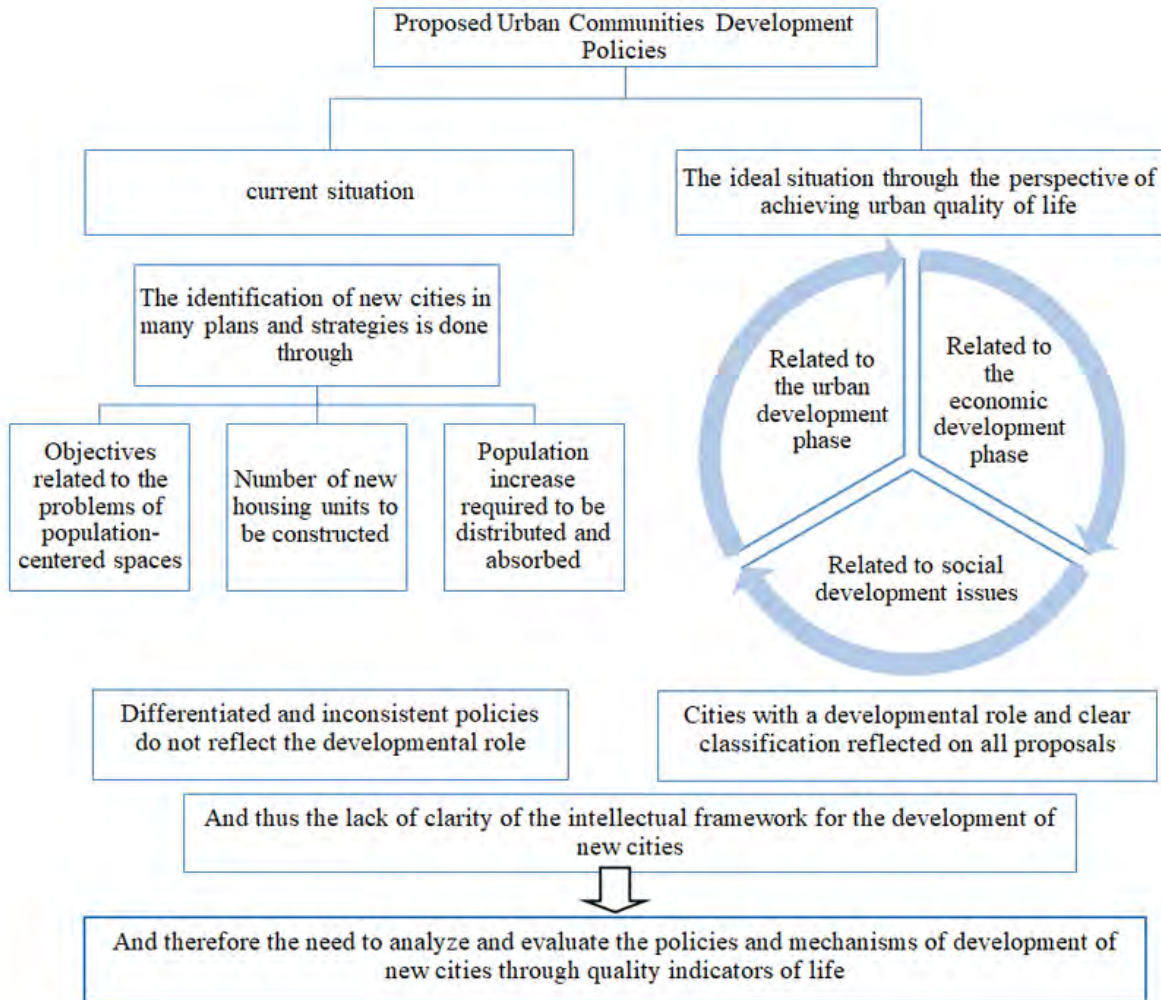 Proposed Urban Communities Development
Policies
current situation
The ideal situation through the perspective of
achieving urban quality of life
The identification of new cities in
many plans and strategies is done
through
Objectives
related to the
problems of
population-
centered spaces
Number of new
housing units to
be constructed
Population
increase
required to be
distributed and
absorbed
Related to
the urban
development
phase
Related to
the
economic
development
phase
Related to social
development issues
Differentiated and inconsistent policies
do not reflect the developmental role
Cities with a developmental role and clear
classification reflected on all proposals
And thus the lack of clarity of the intellectual framework for the development of
new cities
And therefore the need to analyze and evaluate the policies and mechanisms of development of
new cities through quality indicators of life